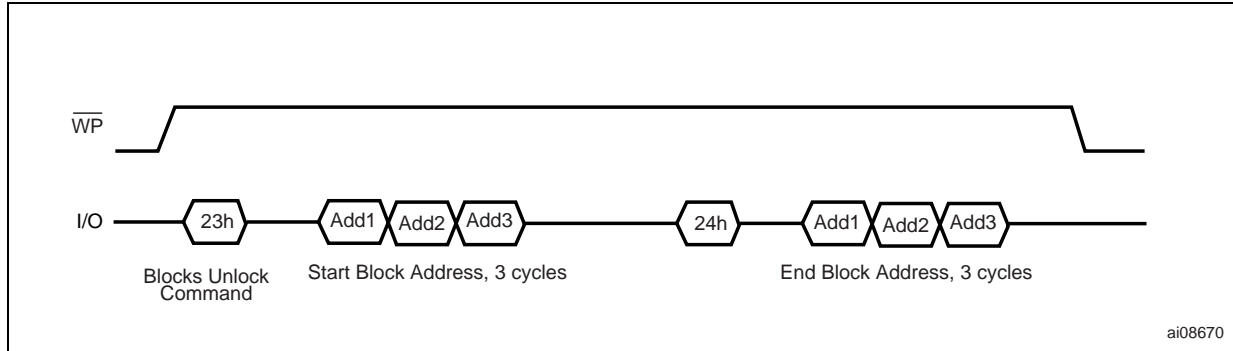 WP
I/O 23h Add1 Add2 Add3 24h Add1 Add2 Add3
Blocks Unlock
Command
Start Block Address, 3 cycles
End Block Address, 3 cycles
ai08670